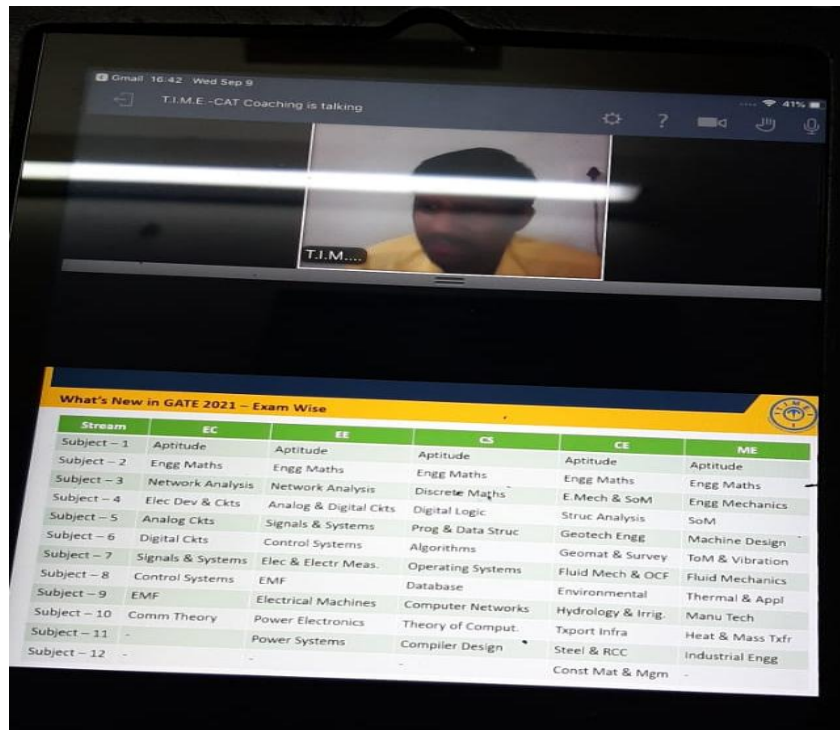 Gmail 16:42 Wed Sep 9 41%
T.I.M.E.-CAT Coaching is talking ?
T.I.M....
What's New in GATE 2021 – Exam Wise T.I.M.E.
Stream EC EE CS CE ME
Subject – 1 Aptitude Aptitude Aptitude Aptitude Aptitude
Subject – 2 Engg Maths Engg Maths Engg Maths Engg Maths Engg Maths
Subject – 3 Network Analysis Network Analysis Discrete Maths E.Mech & SoM Engg Mechanics
Subject – 4 Elec Dev & Ckts Analog & Digital Ckts Digital Logic Struc Analysis SoM
Subject – 5 Analog Ckts Signals & Systems Prog & Data Struc Geotech Engg Machine Design
Subject – 6 Digital Ckts Control Systems Algorithms Geomat & Survey ToM & Vibration
Subject – 7 Signals & Systems Elec & Electr Meas. Operating Systems Fluid Mech & OCF Fluid Mechanics
Subject – 8 Control Systems EMF Database Environmental Thermal & Appl
Subject – 9 EMF Electrical Machines Computer Networks Hydrology & Irrig. Manu Tech
Subject – 10 Comm Theory Power Electronics Theory of Comput. Txport Infra Heat & Mass Txfr
Subject – 11 - Power Systems Compiler Design Steel & RCC Industrial Engg
Subject – 12 - - - Const Mat & Mgm -